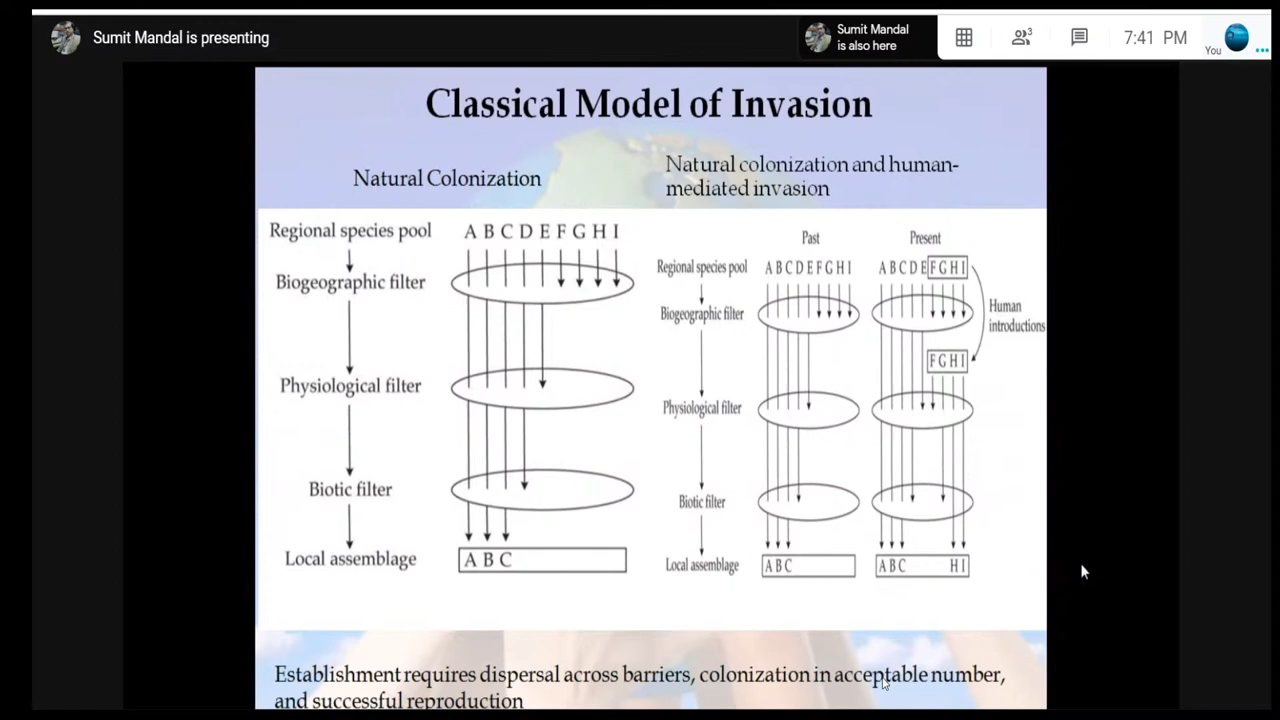 Sumit Mandal is presenting
Sumit Mandal
is also here
3
7:41 PM
You
Classical Model of Invasion
Natural Colonization
Natural colonization and human-
mediated invasion
Regional species pool
A B C D E F G H I
Biogeographic filter
Physiological filter
Biotic filter
Local assemblage
A B C
Past
Present
Regional species pool
A B C D E F G H I
A B C D E F G H I
Biogeographic filter
Human
introductions
F G H I
Physiological filter
Biotic filter
Local assemblage
A B C
A B C H I
Establishment requires dispersal across barriers, colonization in acceptable number,
and successful reproduction